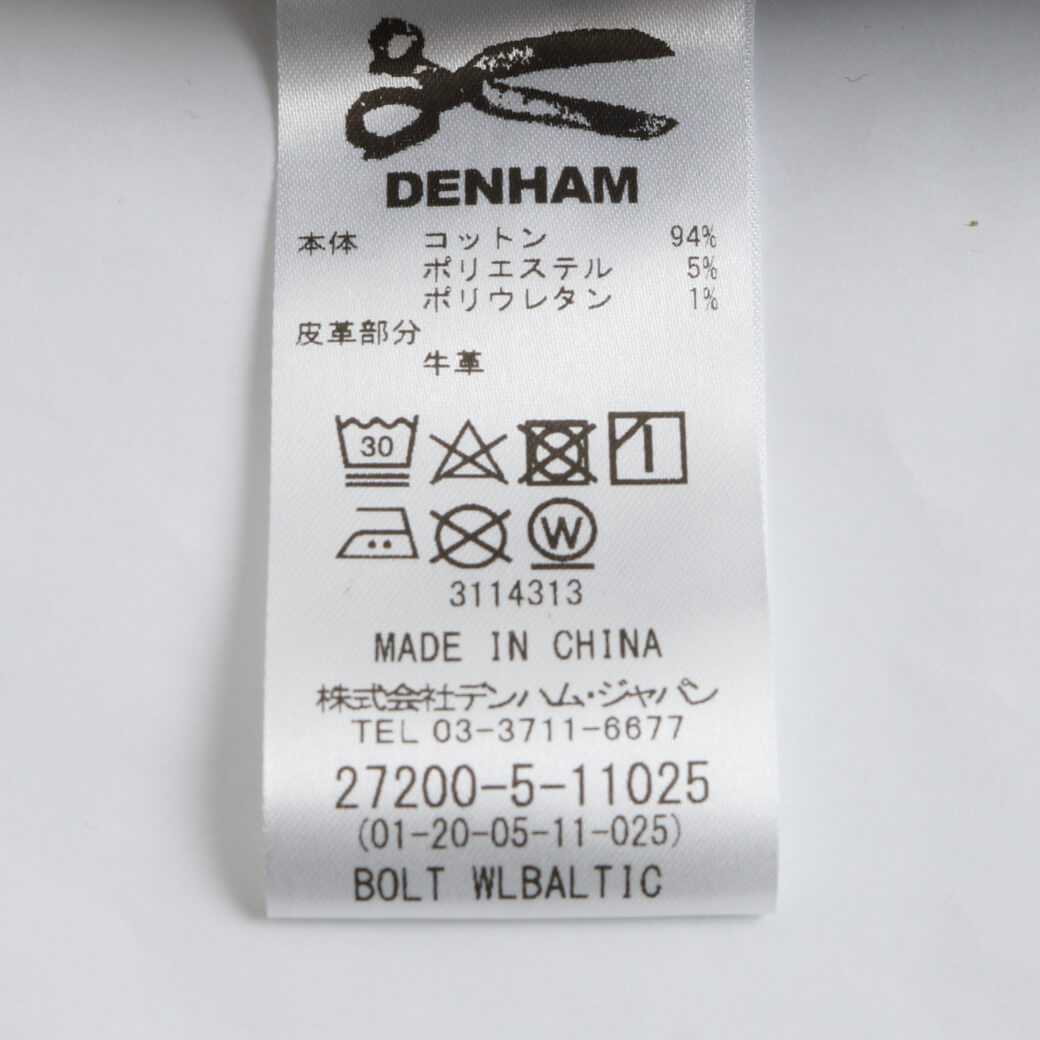 DENHAM
本体 コットン 94%
ポリエステル 5%
ポリウレタン 1%
皮革部分
牛革
30
W
3114313
MADE IN CHINA
株式会社デンハム・ジャパン
TEL 03-3711-6677
27200-5-11025
(01-20-05-11-025)
BOLT WLBALTIC